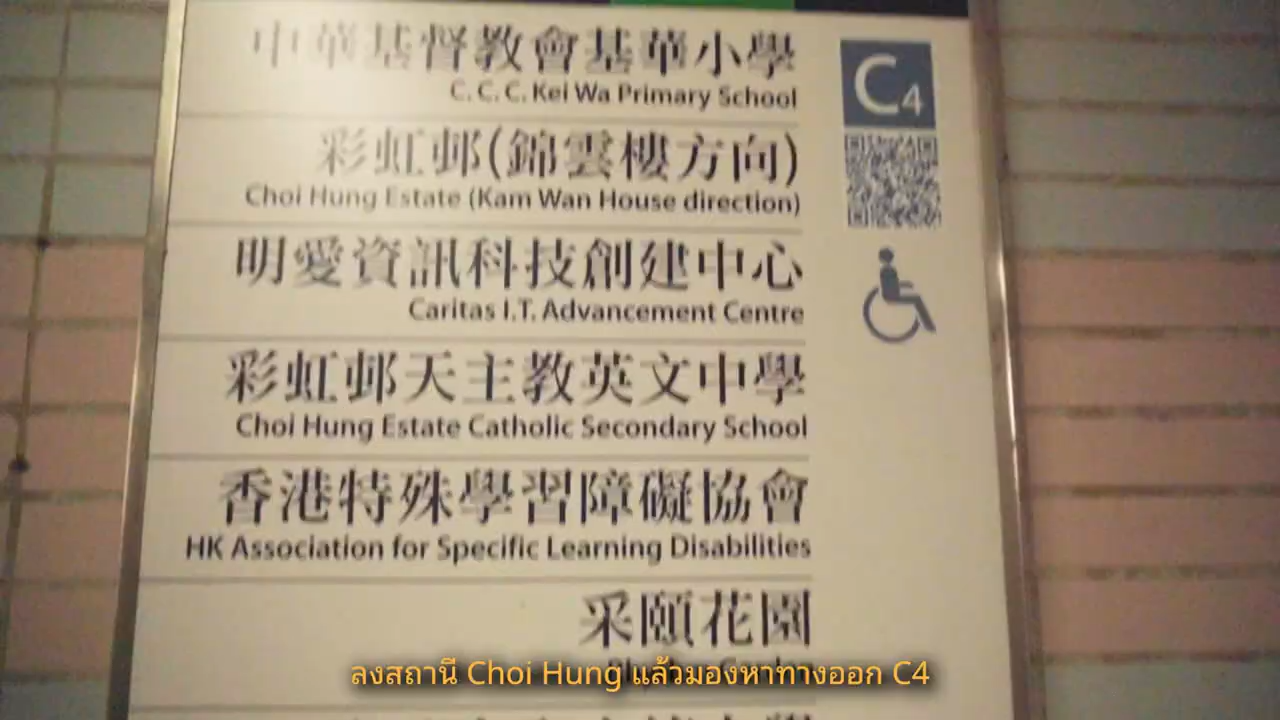 中華基督教會基華小學
C. C. C. Kei Wa Primary School
C4
彩虹邨(錦雲樓方向)
Choi Hung Estate (Kam Wan House direction)
明愛資訊科技創建中心
Caritas I.T. Advancement Centre
彩虹邨天主教英文中學
Choi Hung Estate Catholic Secondary School
香港特殊學習障礙協會
HK Association for Specific Learning Disabilities
采頤花園
ลงสถานี Choi Hung แล้วมองหาทางออก C4